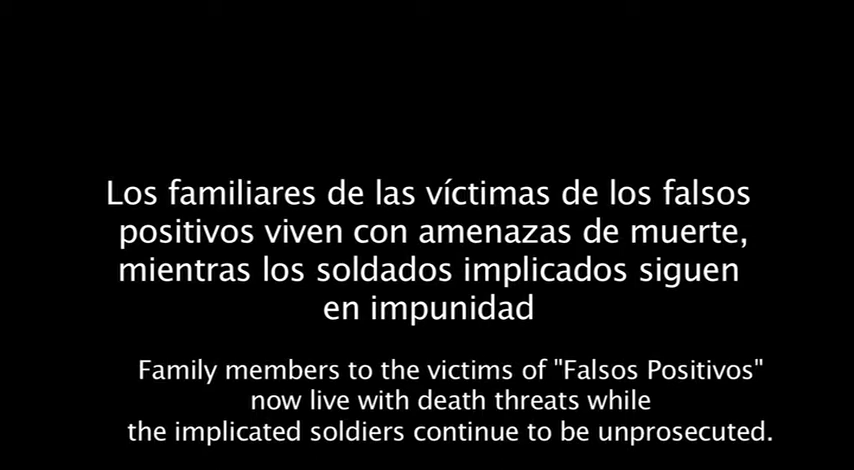 Los familiares de las víctimas de los falsos
positivos viven con amenazas de muerte,
mientras los soldados implicados siguen
en impunidad
Family members to the victims of "Falsos Positivos"
now live with death threats while
the implicated soldiers continue to be unprosecuted.